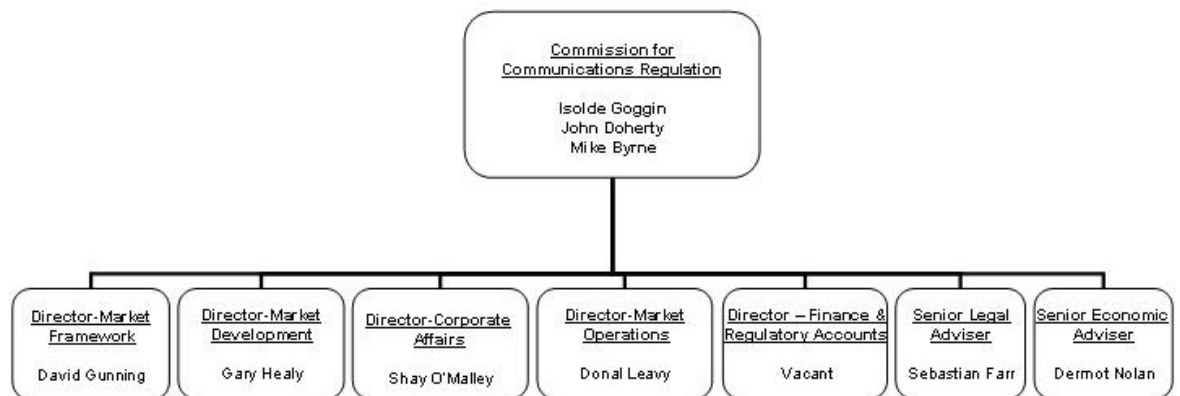 Commission for
Communications Regulation
Isolde Goggin
John Doherty
Mike Byrne
Director-Market
Framework
David Gunning
Director-Market
Development
Gary Healy
Director-Corporate
Affairs
Shay O'Malley
Director-Market
Operations
Donal Leavy
Director – Finance &
Regulatory Accounts
Vacant
Senior Legal
Adviser
Sebastian Farr
Senior Economic
Adviser
Dermot Nolan